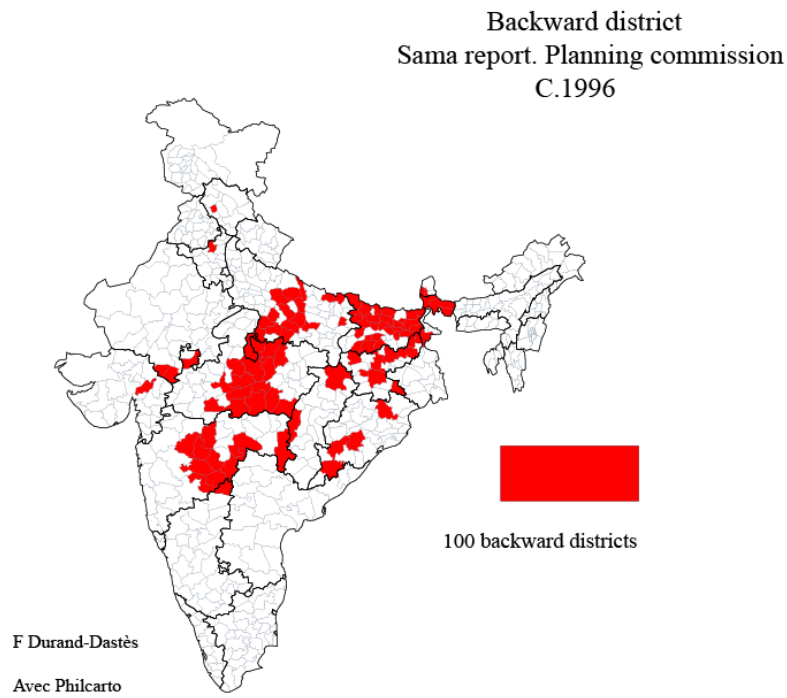 Backward district
Sama report. Planning commission
C.1996
100 backward districts
F Durand-Dastès
Avec Philcarto